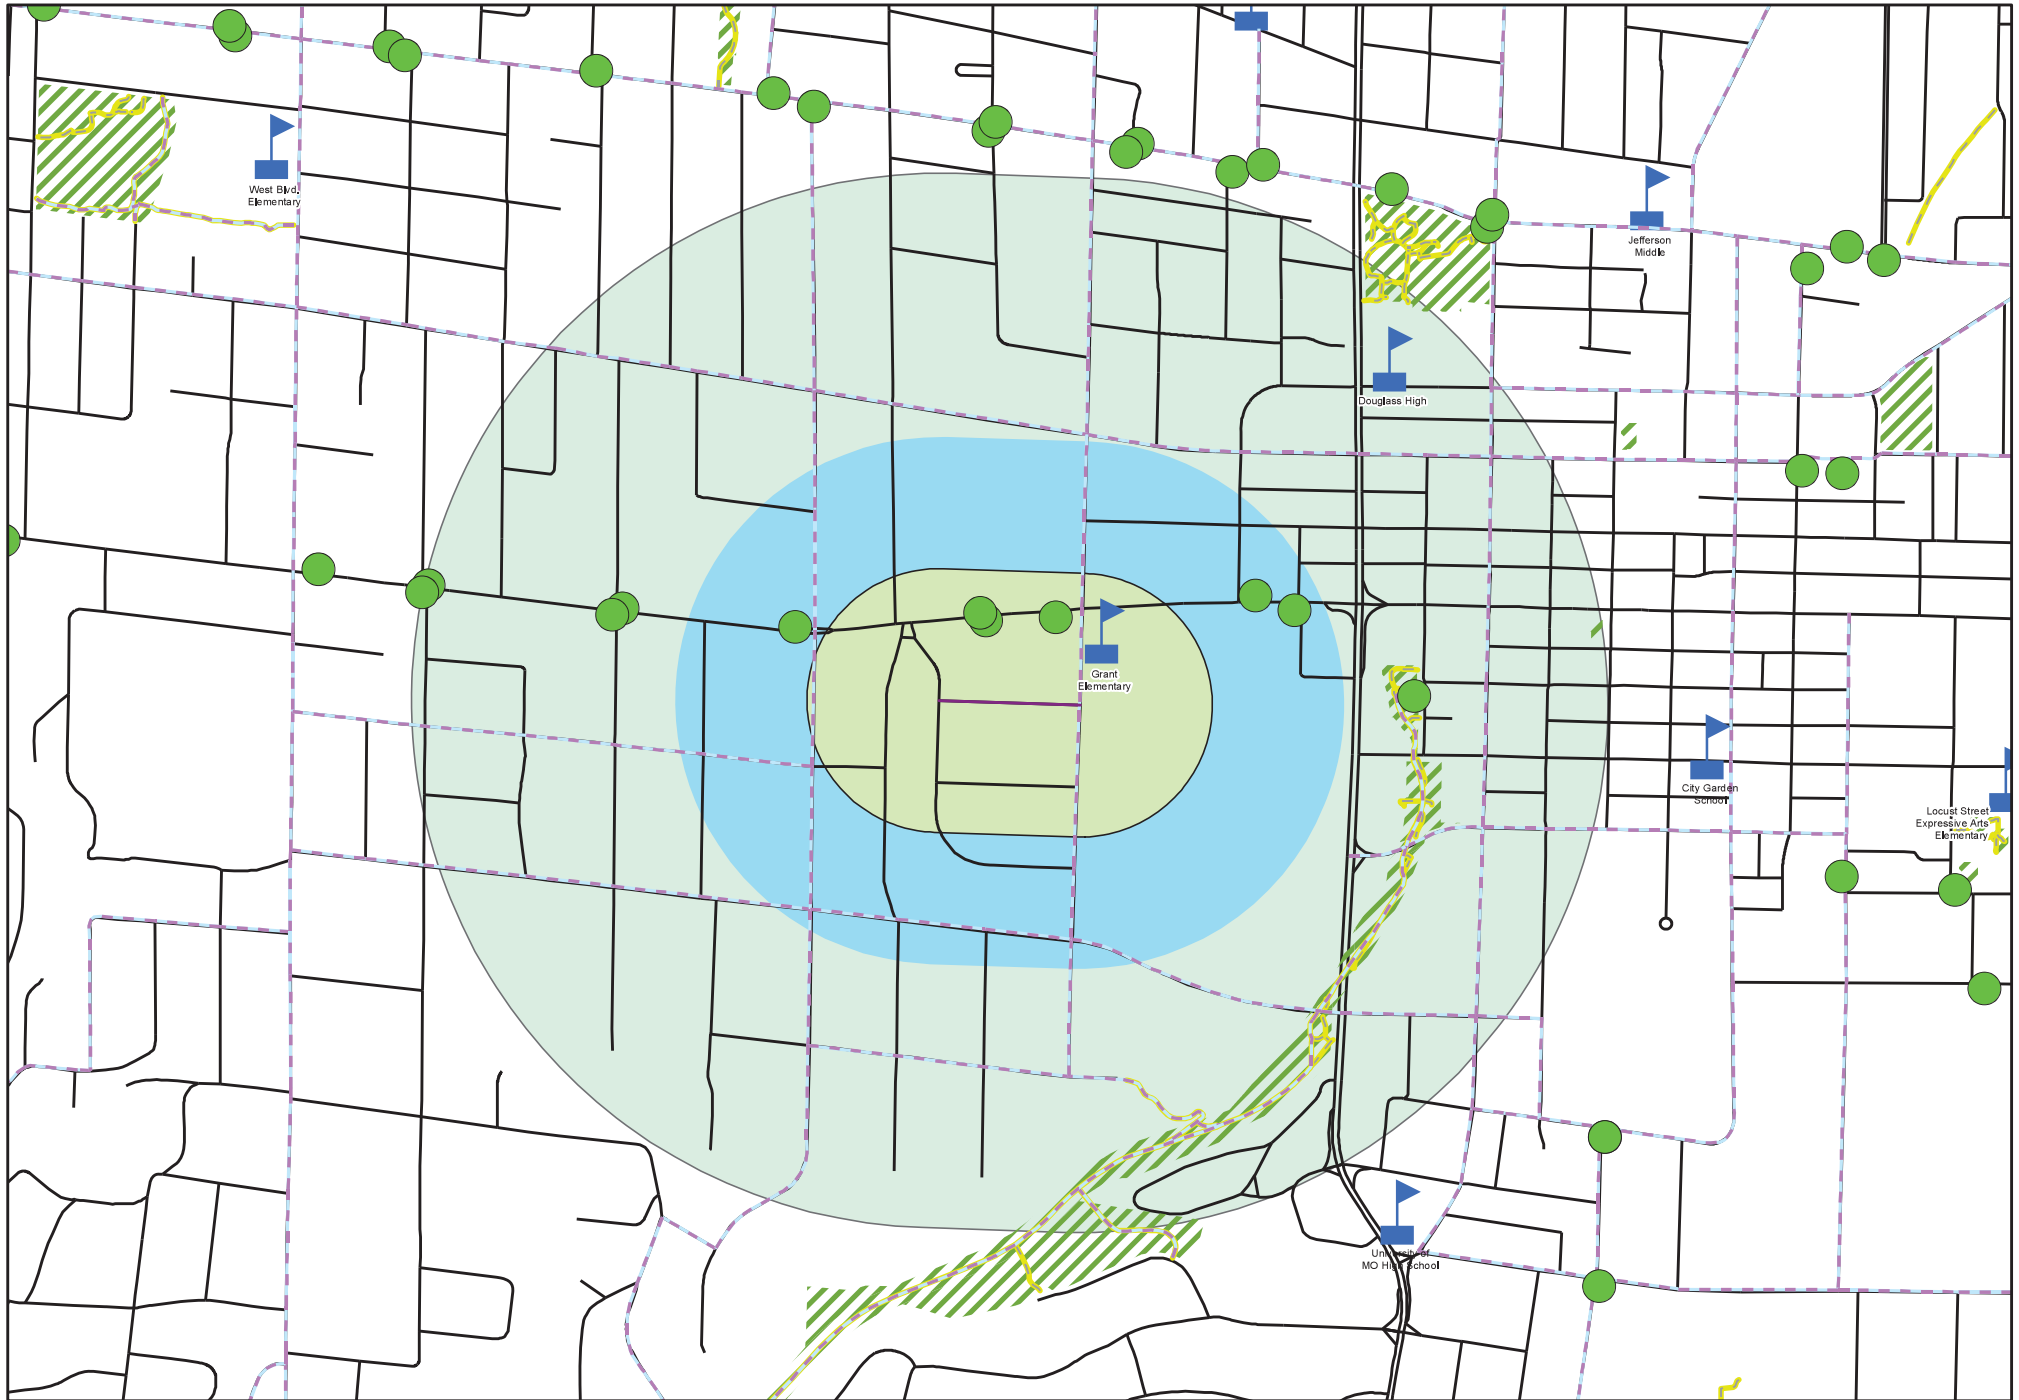 West Blvd.
Elementary
Jefferson
Middle
Douglass High
Grant
Elementary
City Garden
School
Locust Street
Expressive Arts
Elementary
University of
MO High School